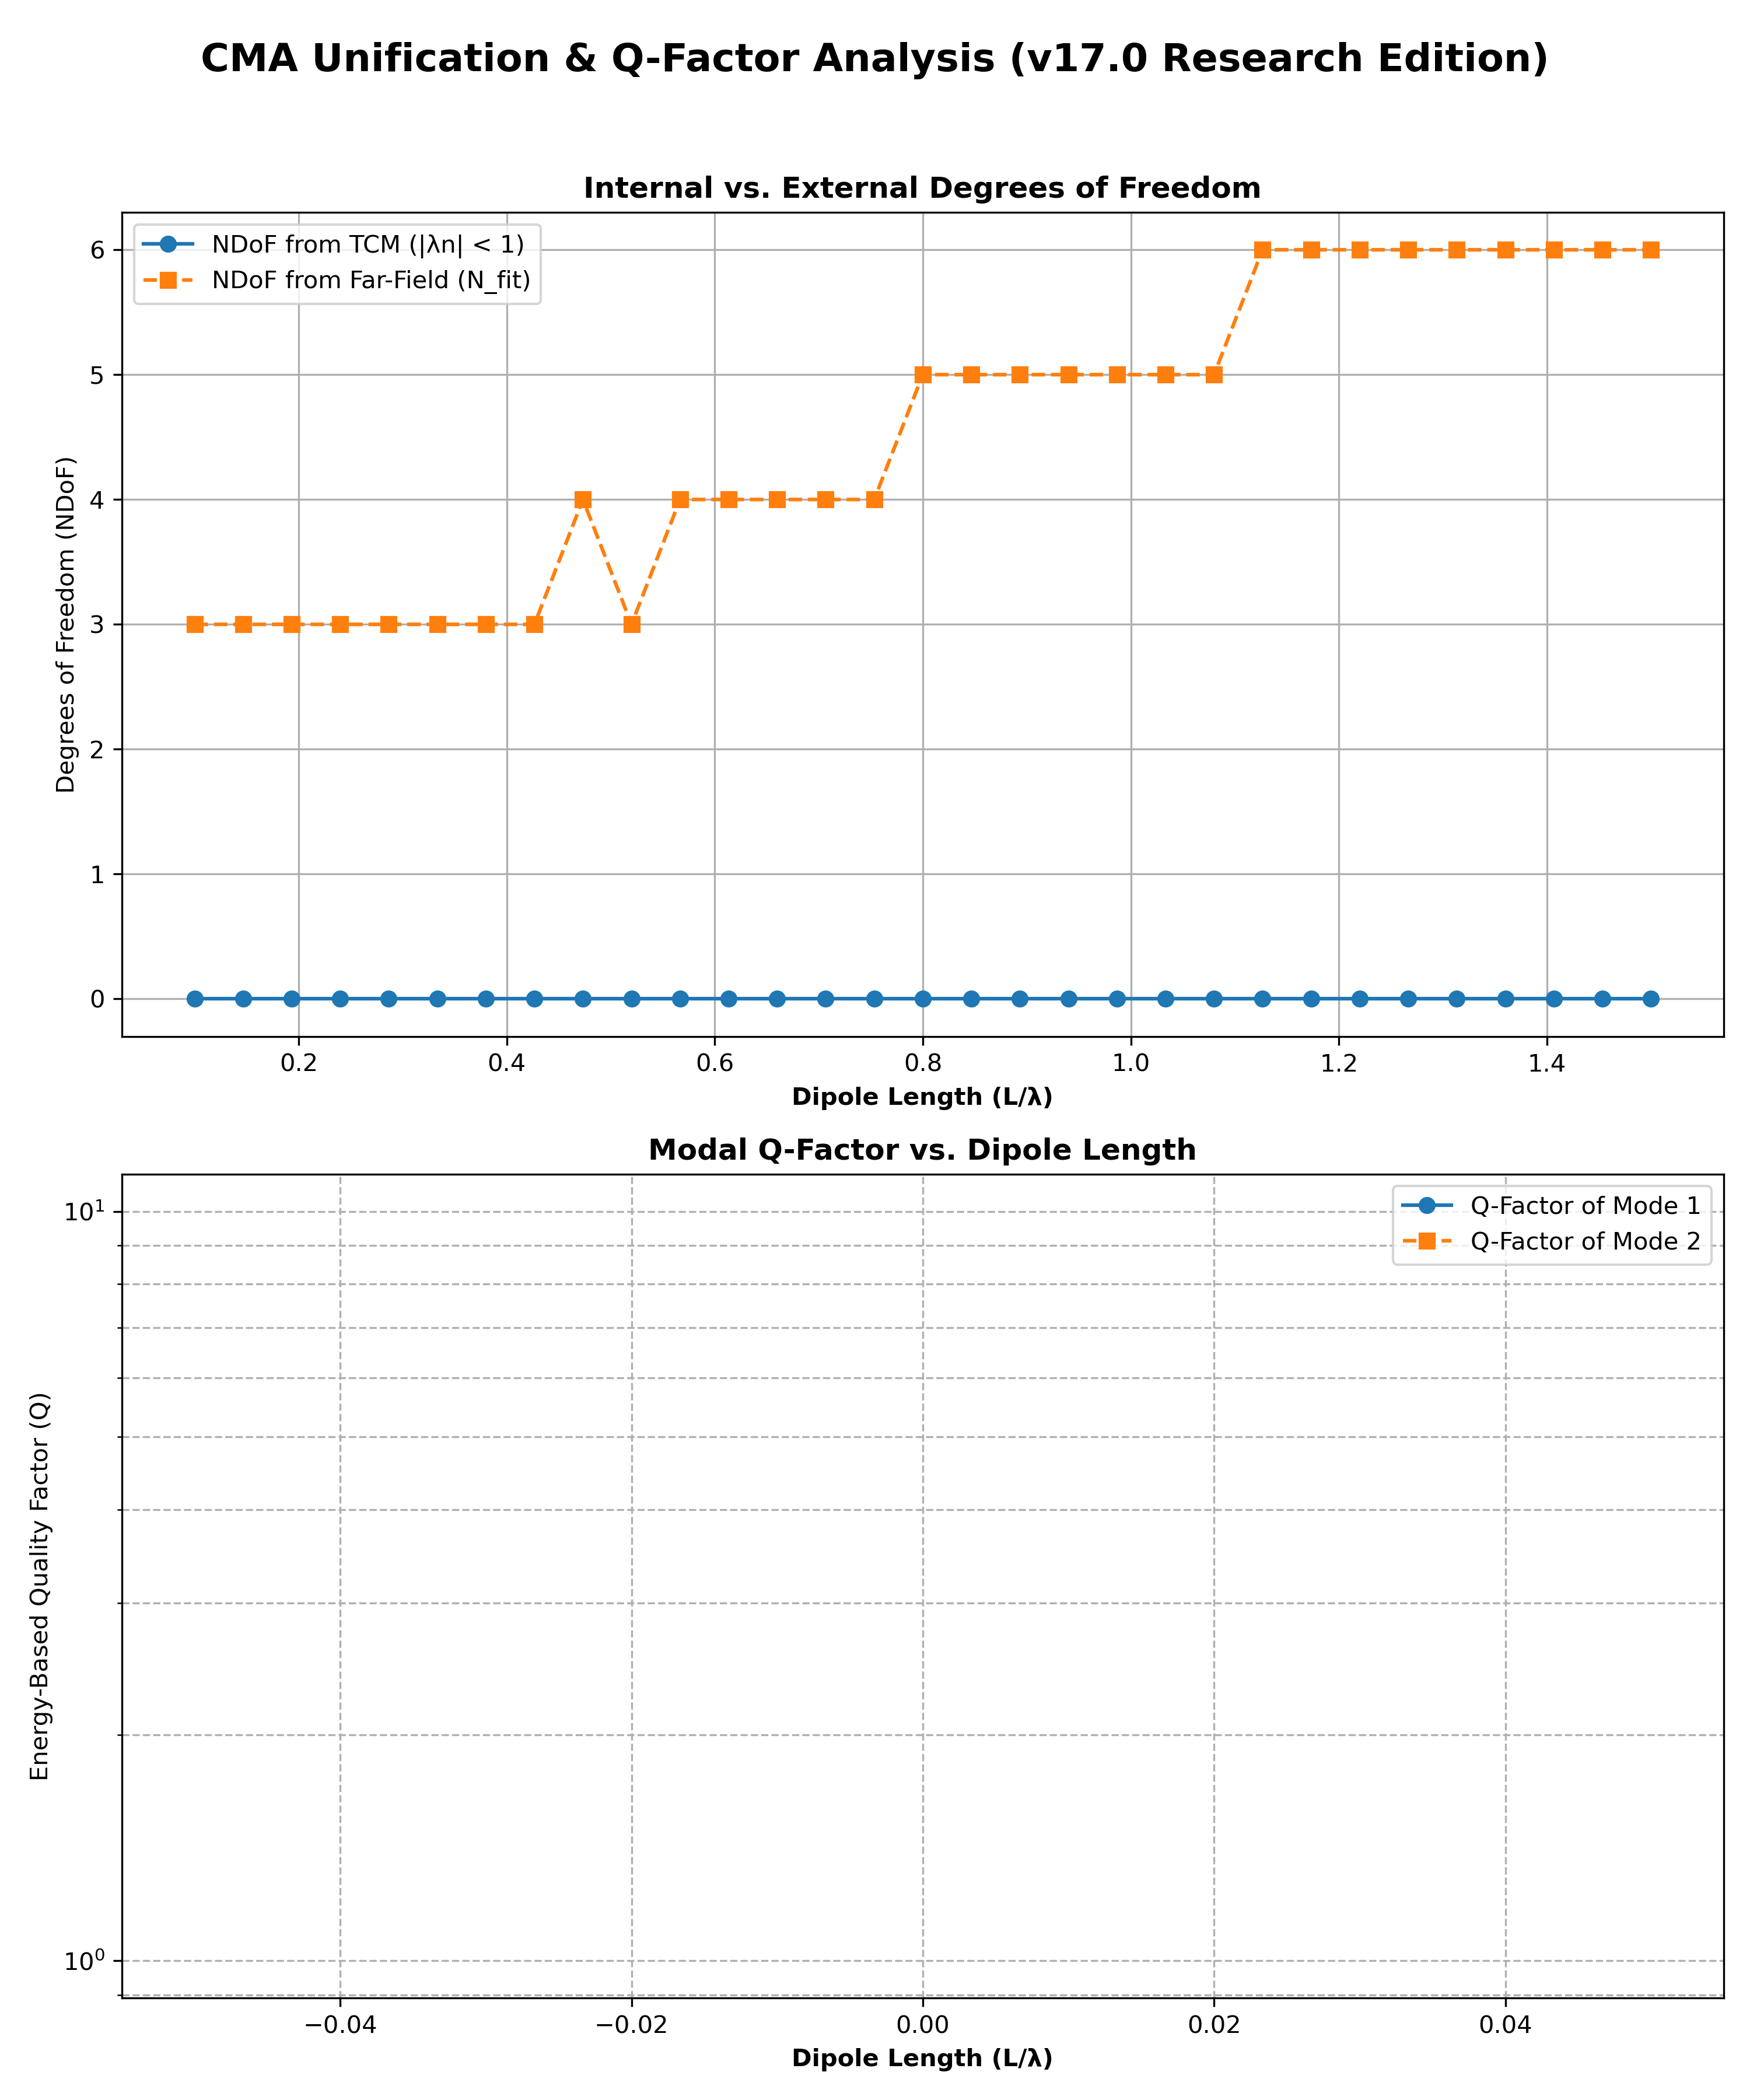 CMA Unification & Q-Factor Analysis (v17.0 Research Edition)
Internal vs. External Degrees of Freedom
NDoF from TCM (|λn| < 1)
NDoF from Far-Field (N_fit)
Degrees of Freedom (NDoF)
6
5
4
3
2
1
0
0.2 0.4 0.6 0.8 1.0 1.2 1.4
Dipole Length (L/λ)
Modal Q-Factor vs. Dipole Length
Q-Factor of Mode 1
Q-Factor of Mode 2
Energy-Based Quality Factor (Q)
10¹
10⁰
−0.04 −0.02 0.00 0.02 0.04
Dipole Length (L/λ)